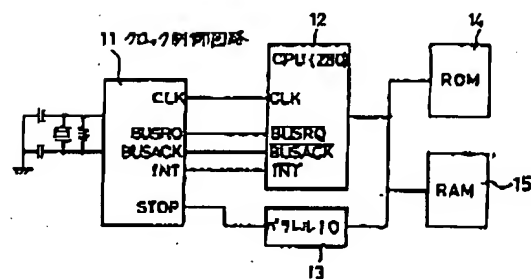 11 クロック制御回路
12
14
CPU (Z80)
ROM
CLK
CLK
BUSRQ
BUSRQ
BUSACK
BUSACK
INT
INT
STOP
パラレルIO
13
RAM
15